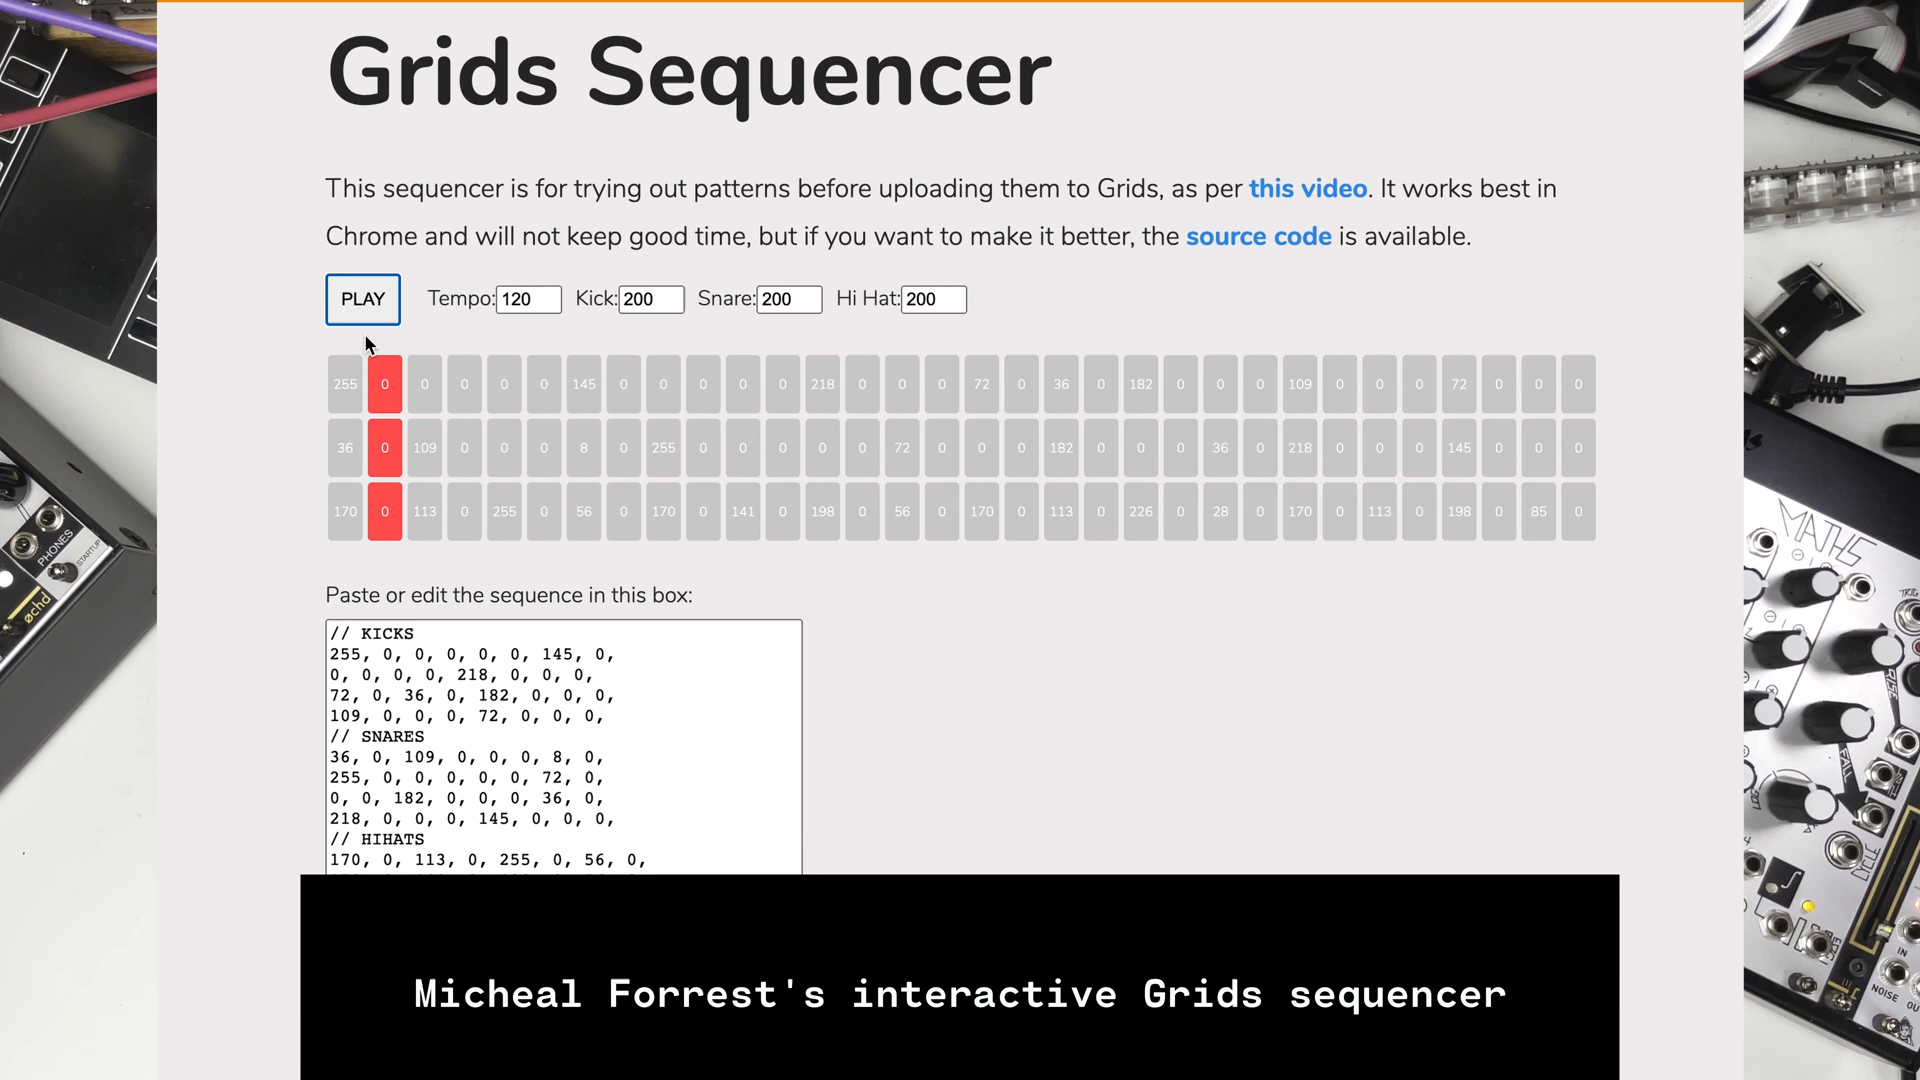 Grids Sequencer
This sequencer is for trying out patterns before uploading them to Grids, as per this video. It works best in
Chrome and will not keep good time, but if you want to make it better, the source code is available.
PLAY Tempo: 120 Kick: 200 Snare: 200 Hi Hat: 200
255 0 0 0 0 0 145 0 0 0 0 0 218 0 0 0 72 0 36 0 182 0 0 0 109 0 0 0 72 0 0 0
36 0 109 0 0 0 8 0 255 0 0 0 0 0 72 0 0 0 182 0 0 0 36 0 218 0 0 0 145 0 0 0
170 0 113 0 255 0 56 0 170 0 141 0 198 0 56 0 170 0 113 0 226 0 28 0 170 0 113 0 198 0 85 0
Paste or edit the sequence in this box:
// KICKS
255, 0, 0, 0, 0, 0, 145, 0,
0, 0, 0, 0, 218, 0, 0, 0,
72, 0, 36, 0, 182, 0, 0, 0,
109, 0, 0, 0, 72, 0, 0, 0,
// SNARES
36, 0, 109, 0, 0, 0, 8, 0,
255, 0, 0, 0, 0, 0, 72, 0,
0, 0, 182, 0, 0, 0, 36, 0,
218, 0, 0, 0, 145, 0, 0, 0,
// HIHATS
170, 0, 113, 0, 255, 0, 56, 0,
Micheal Forrest's interactive Grids sequencer
PHONES
STARTUP
øchd
MATHS
TRIG
RISE
FALL
CYCLE
IN
NOISE